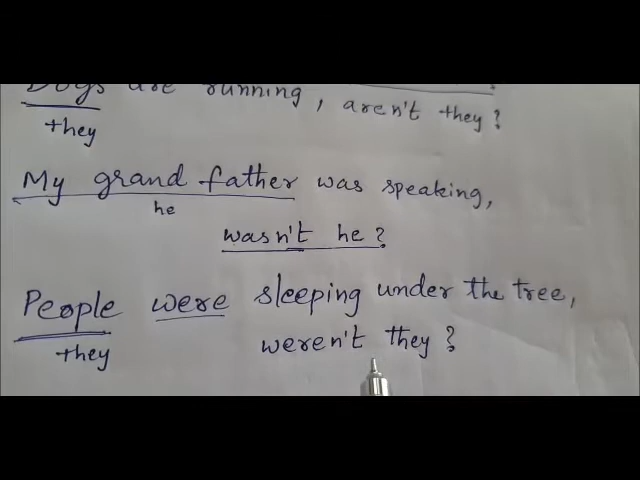 Dogs are running, aren't they?
they
My grand father was speaking,
he
wasn't he?
People were sleeping under the tree,
they
weren't they?